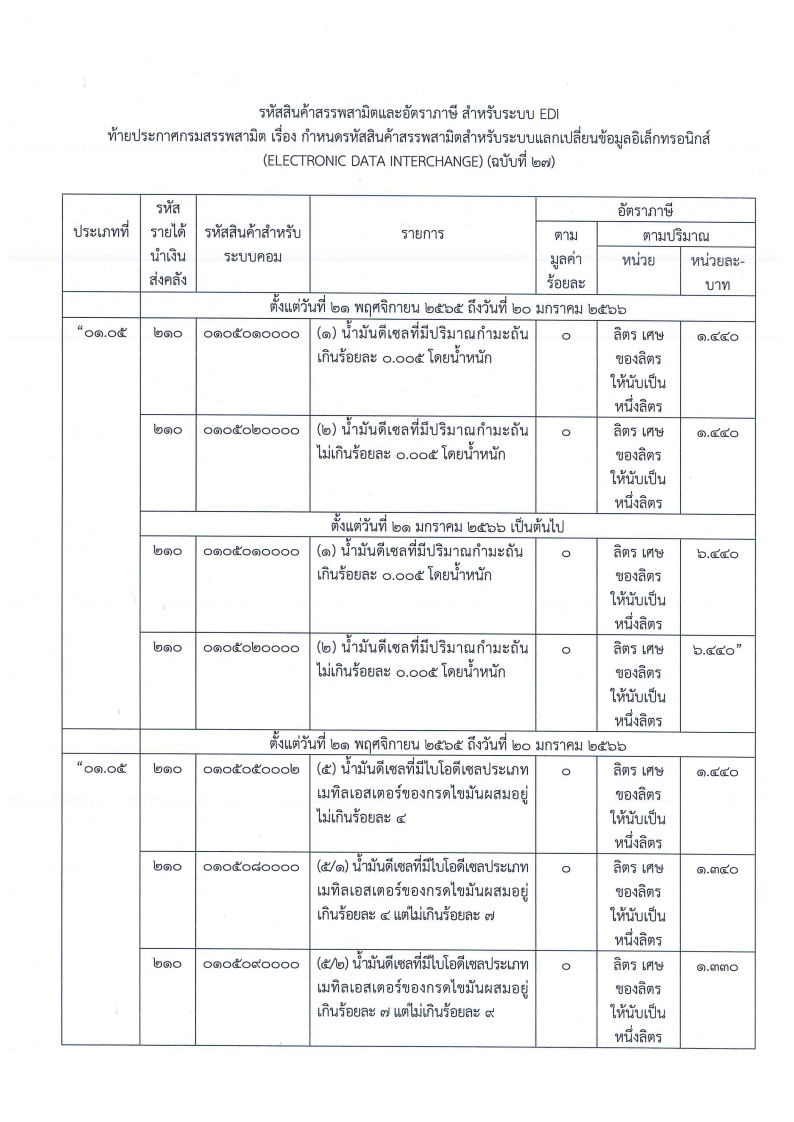 รหัสสินค้าสรรพสามิตและอัตราภาษี สำหรับระบบ EDI
ท้ายประกาศกรมสรรพสามิต เรื่อง กำหนดรหัสสินค้าสรรพสามิตสำหรับระบบแลกเปลี่ยนข้อมูลอิเล็กทรอนิกส์
(ELECTRONIC DATA INTERCHANGE) (ฉบับที่ ๒๗)
ประเภทที่
รหัส
รายได้
นำเงิน
ส่งคลัง
รหัสสินค้าสำหรับ
ระบบคอม
รายการ
อัตราภาษี
ตาม
มูลค่า
ร้อยละ
ตามปริมาณ
หน่วย
หน่วยละ-
บาท
ตั้งแต่วันที่ ๒๑ พฤศจิกายน ๒๕๖๕ ถึงวันที่ ๒๐ มกราคม ๒๕๖๖
“๐๑.๐๕ ๒๑๐ ๐๑๐๕๐๑๐๐๐๐ (๑) น้ำมันดีเซลที่มีปริมาณกำมะถัน ๐ ลิตร เศษ ๑.๔๔๐
เกินร้อยละ ๐.๐๐๕ โดยน้ำหนัก ของลิตร
ให้นับเป็น
หนึ่งลิตร
๒๑๐ ๐๑๐๕๐๒๐๐๐๐ (๒) น้ำมันดีเซลที่มีปริมาณกำมะถัน ๐ ลิตร เศษ ๑.๔๔๐
ไม่เกินร้อยละ ๐.๐๐๕ โดยน้ำหนัก ของลิตร
ให้นับเป็น
หนึ่งลิตร
ตั้งแต่วันที่ ๒๑ มกราคม ๒๕๖๖ เป็นต้นไป
๒๑๐ ๐๑๐๕๐๑๐๐๐๐ (๑) น้ำมันดีเซลที่มีปริมาณกำมะถัน ๐ ลิตร เศษ ๖.๔๔๐
เกินร้อยละ ๐.๐๐๕ โดยน้ำหนัก ของลิตร
ให้นับเป็น
หนึ่งลิตร
๒๑๐ ๐๑๐๕๐๒๐๐๐๐ (๒) น้ำมันดีเซลที่มีปริมาณกำมะถัน ๐ ลิตร เศษ ๖.๔๔๐”
ไม่เกินร้อยละ ๐.๐๐๕ โดยน้ำหนัก ของลิตร
ให้นับเป็น
หนึ่งลิตร
ตั้งแต่วันที่ ๒๑ พฤศจิกายน ๒๕๖๕ ถึงวันที่ ๒๐ มกราคม ๒๕๖๖
“๐๑.๐๕ ๒๑๐ ๐๑๐๕๐๕๐๐๐๒ (๕) น้ำมันดีเซลที่มีไบโอดีเซลประเภท ๐ ลิตร เศษ ๑.๔๔๐
เมทิลเอสเตอร์ของกรดไขมันผสมอยู่ ของลิตร
ไม่เกินร้อยละ ๔ ให้นับเป็น
หนึ่งลิตร
๒๑๐ ๐๑๐๕๐๘๐๐๐๐ (๕/๑) น้ำมันดีเซลที่มีไบโอดีเซลประเภท ๐ ลิตร เศษ ๑.๓๔๐
เมทิลเอสเตอร์ของกรดไขมันผสมอยู่ ของลิตร
เกินร้อยละ ๔ แต่ไม่เกินร้อยละ ๗ ให้นับเป็น
หนึ่งลิตร
๒๑๐ ๐๑๐๕๐๙๐๐๐๐ (๕/๒) น้ำมันดีเซลที่มีไบโอดีเซลประเภท ๐ ลิตร เศษ ๑.๓๓๐
เมทิลเอสเตอร์ของกรดไขมันผสมอยู่ ของลิตร
เกินร้อยละ ๗ แต่ไม่เกินร้อยละ ๙ ให้นับเป็น
หนึ่งลิตร